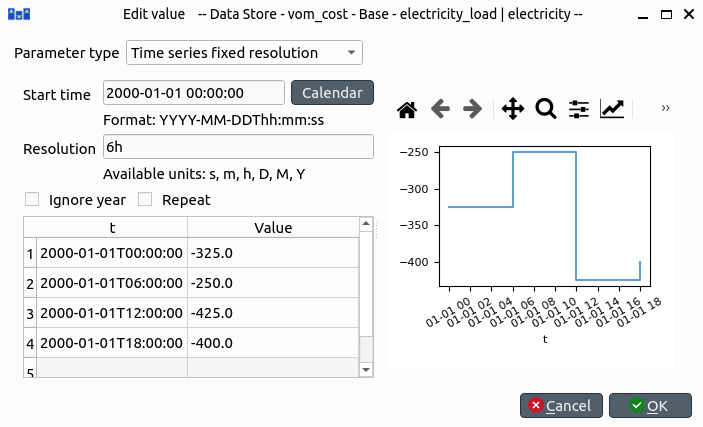 Edit value -- Data Store - vom_cost - Base - electricity_load | electricity --
Parameter type Time series fixed resolution
Start time 2000-01-01 00:00:00 Calendar
Format: YYYY-MM-DDThh:mm:ss
Resolution 6h
Available units: s, m, h, D, M, Y
Ignore year Repeat
t Value
1 2000-01-01T00:00:00 -325.0
2 2000-01-01T06:00:00 -250.0
3 2000-01-01T12:00:00 -425.0
4 2000-01-01T18:00:00 -400.0
5
»
−250
−300
−350
−400
01-01 00
01-01 02
01-01 04
01-01 06
01-01 08
01-01 10
01-01 12
01-01 14
01-01 16
01-01 18
t
Cancel OK